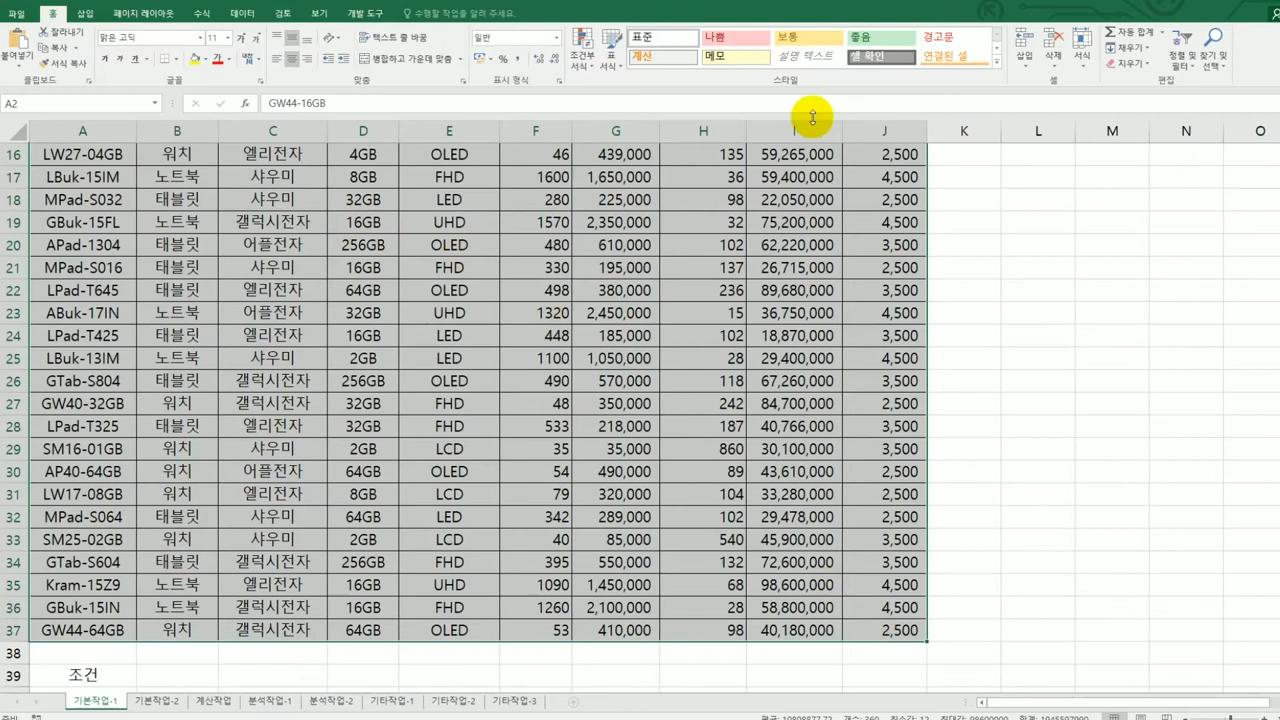 파일 홈 삽입 페이지 레이아웃 수식 데이터 검토 보기 개발 도구 수행할 작업을 알려 주세요.
잘라내기 맑은 고딕 11 텍스트 줄 바꿈 일반 표준 나쁨 보통 좋음 경고문 자동 합계
붙여넣기 복사 조건부 서식 표 서식 삽입 삭제 서식 채우기 정렬 및 필터 찾기 및 선택
서식 복사 병합하고 가운데 맞춤 계산 메모 설명 텍스트 셀 확인 연결된 셀 지우기
클립보드 글꼴 맞춤 표시 형식 스타일 셀 편집
A2 GW44-16GB
A B C D E F G H I J K L M N O
16 LW27-04GB 워치 엘리전자 4GB OLED 46 439,000 135 59,265,000 2,500
17 LBuk-15IM 노트북 샤우미 8GB FHD 1600 1,650,000 36 59,400,000 4,500
18 MPad-S032 태블릿 샤우미 32GB LED 280 225,000 98 22,050,000 2,500
19 GBuk-15FL 노트북 갤럭시전자 16GB UHD 1570 2,350,000 32 75,200,000 4,500
20 APad-1304 태블릿 어플전자 256GB OLED 480 610,000 102 62,220,000 3,500
21 MPad-S016 태블릿 샤우미 16GB FHD 330 195,000 137 26,715,000 2,500
22 LPad-T645 태블릿 엘리전자 64GB OLED 498 380,000 236 89,680,000 3,500
23 ABuk-17IN 노트북 어플전자 32GB UHD 1320 2,450,000 15 36,750,000 4,500
24 LPad-T425 태블릿 엘리전자 16GB LED 448 185,000 102 18,870,000 3,500
25 LBuk-13IM 노트북 샤우미 2GB LED 1100 1,050,000 28 29,400,000 4,500
26 GTab-S804 태블릿 갤럭시전자 256GB OLED 490 570,000 118 67,260,000 3,500
27 GW40-32GB 워치 갤럭시전자 32GB FHD 48 350,000 242 84,700,000 2,500
28 LPad-T325 태블릿 엘리전자 32GB FHD 533 218,000 187 40,766,000 3,500
29 SM16-01GB 워치 샤우미 2GB LCD 35 35,000 860 30,100,000 3,500
30 AP40-64GB 워치 어플전자 64GB OLED 54 490,000 89 43,610,000 2,500
31 LW17-08GB 워치 엘리전자 8GB LCD 79 320,000 104 33,280,000 2,500
32 MPad-S064 태블릿 샤우미 64GB LED 342 289,000 102 29,478,000 2,500
33 SM25-02GB 워치 샤우미 2GB LCD 40 85,000 540 45,900,000 3,500
34 GTab-S604 태블릿 갤럭시전자 256GB FHD 395 550,000 132 72,600,000 3,500
35 Kram-15Z9 노트북 엘리전자 16GB UHD 1090 1,450,000 68 98,600,000 4,500
36 GBuk-15IN 노트북 갤럭시전자 16GB FHD 1260 2,100,000 28 58,800,000 4,500
37 GW44-64GB 워치 갤럭시전자 64GB OLED 53 410,000 98 40,180,000 2,500
38
39 조건
기본작업-1 기본작업-2 계산작업 분석작업-1 분석작업-2 기타작업-1 기타작업-2 기타작업-3